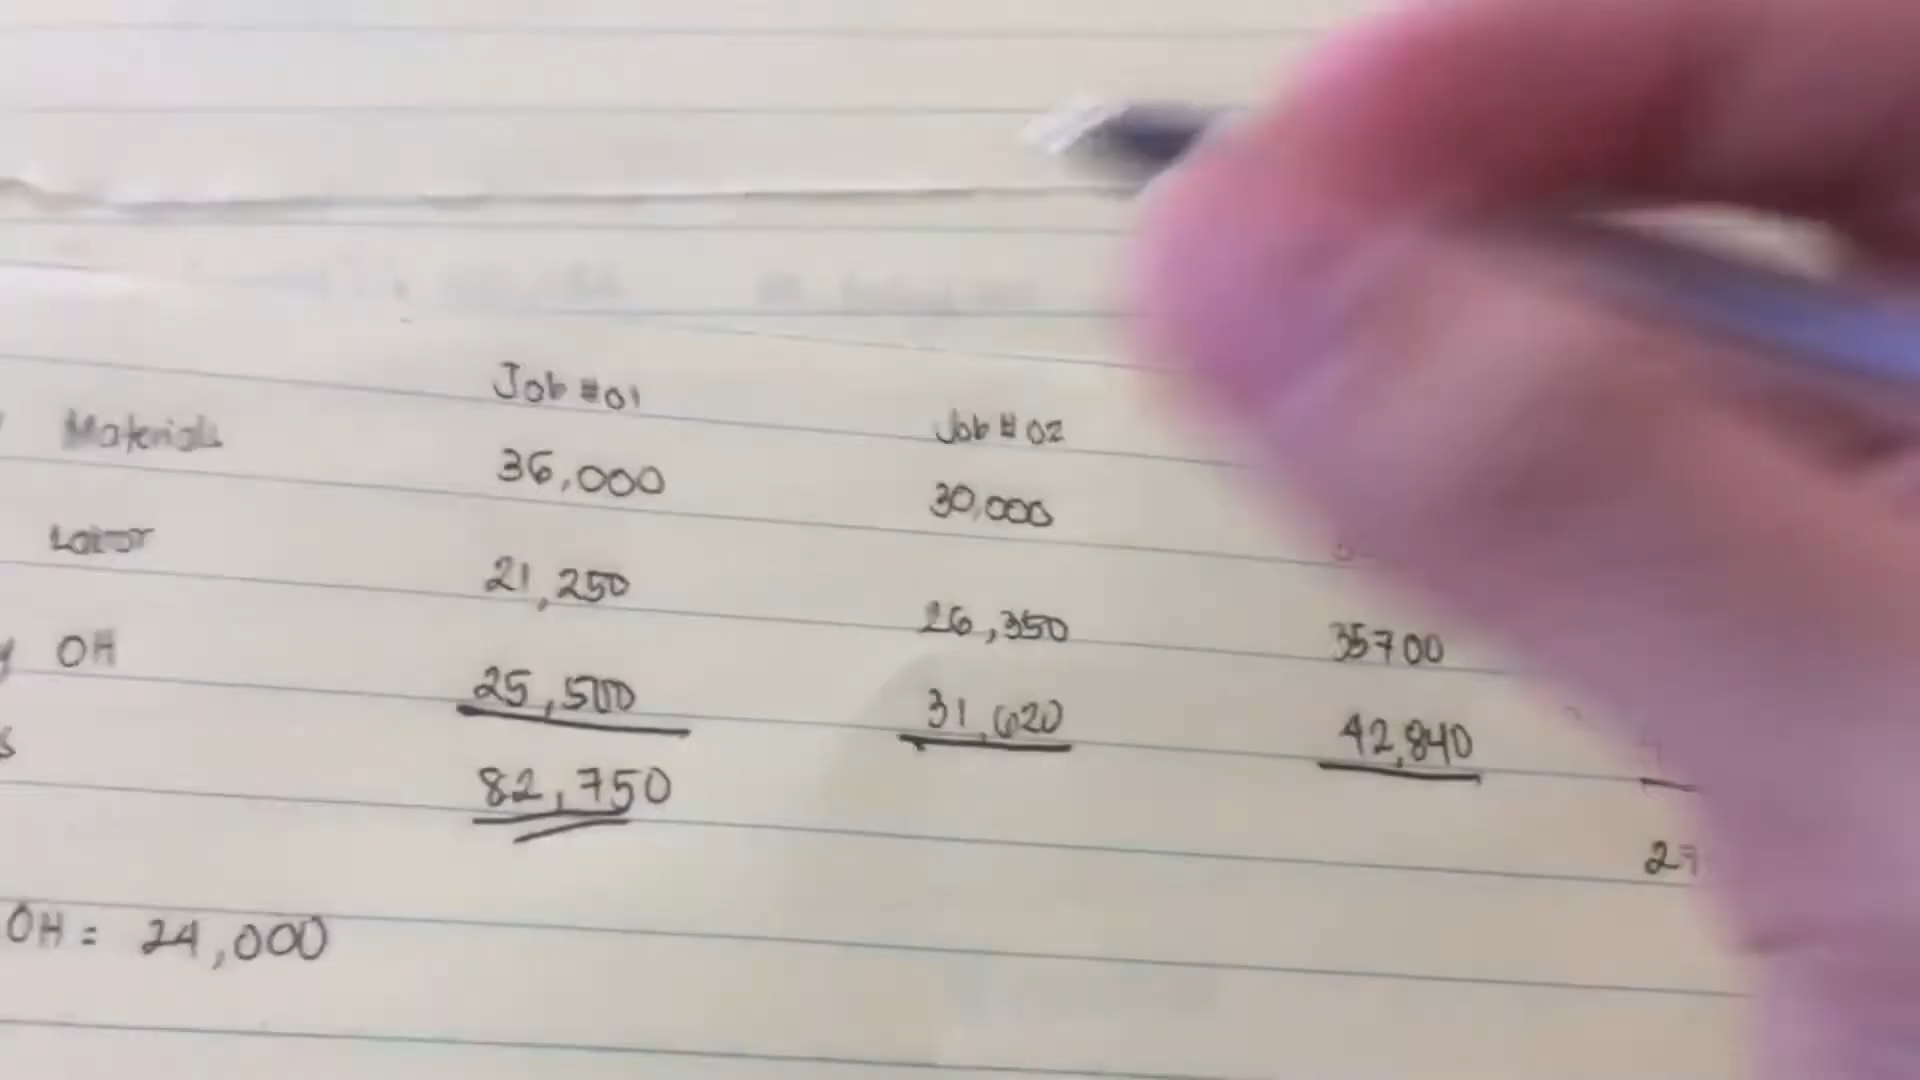 Job #01 Job # 02
Materials 36,000 30,000
Labor 21,250 26,350 35700
OH 25,500 31,620 42,840
82,750
OH = 24,000